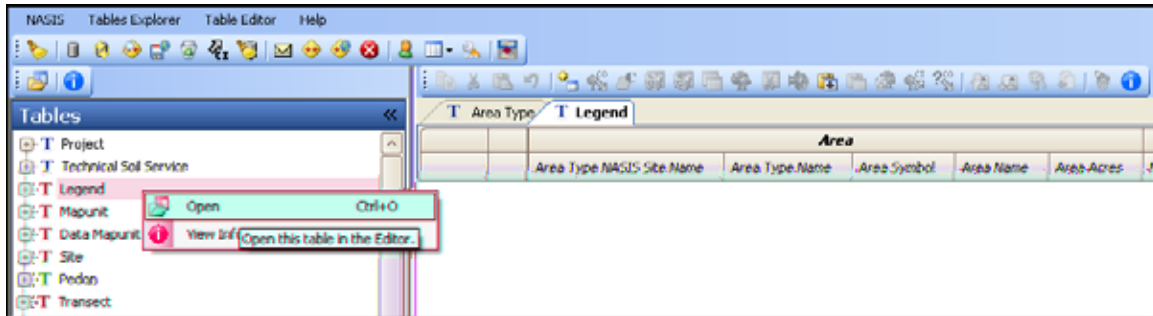 NASIS Tables Explorer Table Editor Help
Tables
T Area Type T Legend
T Project
T Technical Soil Service
T Legend
T Mapunit
T Data Mapunit
T Site
T Pedon
T Transect
Open Ctrl+O
View Inf
Open this table in the Editor.
Area
Area Type NASIS Site Name Area Type Name Area Symbol Area Name Area Acres